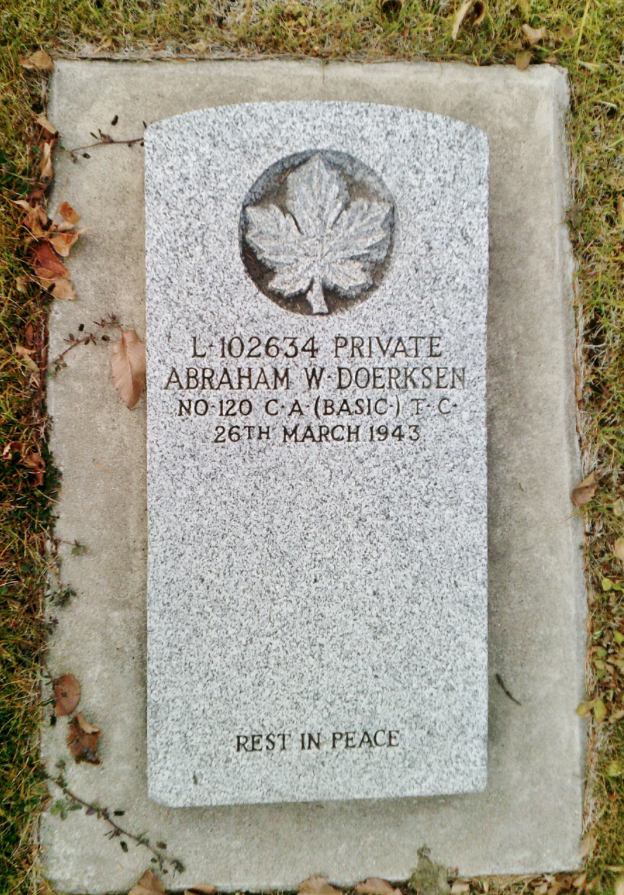 L·102634 PRIVATE
ABRAHAM W·DOERKSEN
NO·120 C·A·(BASIC·) T·C·
26TH MARCH 1943
REST IN PEACE